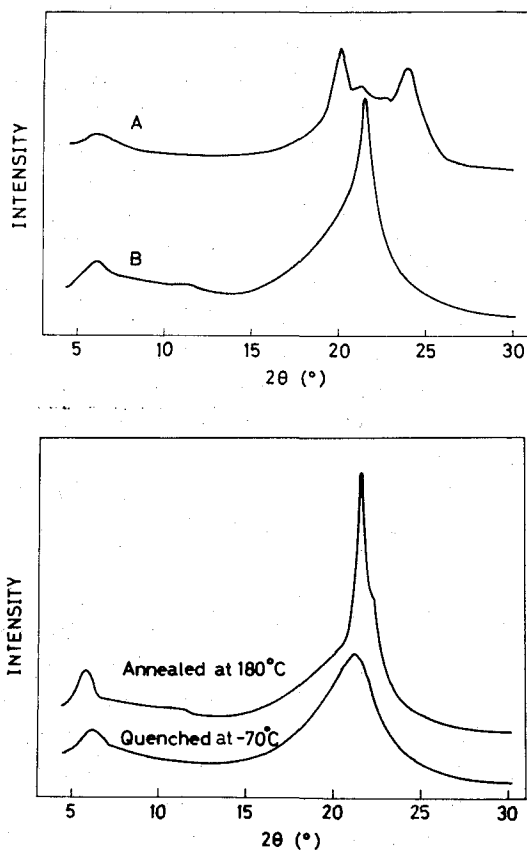 A
B
INTENSITY
5 10 15 20 25 30
2θ (°)
Annealed at 180°C
Quenched at -70°C
INTENSITY
5 10 15 20 25 30
2θ (°)